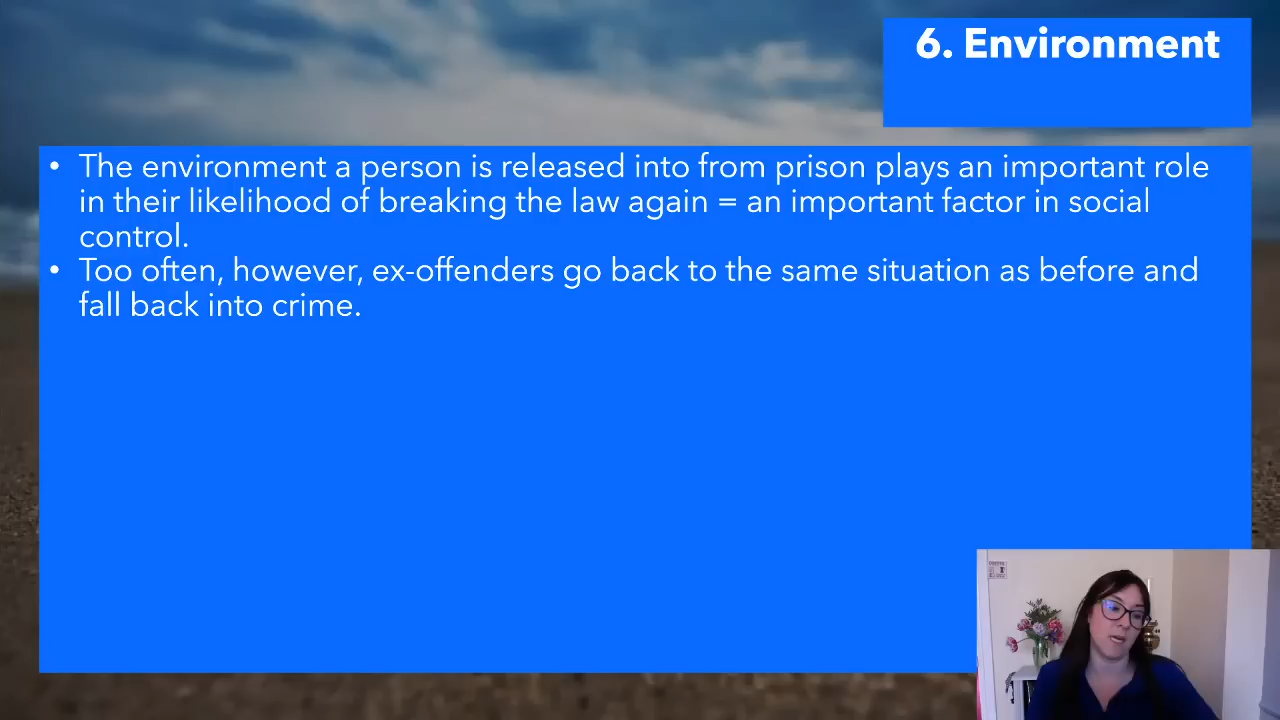 6. Environment
• The environment a person is released into from prison plays an important role
in their likelihood of breaking the law again = an important factor in social
control.
• Too often, however, ex-offenders go back to the same situation as before and
fall back into crime.